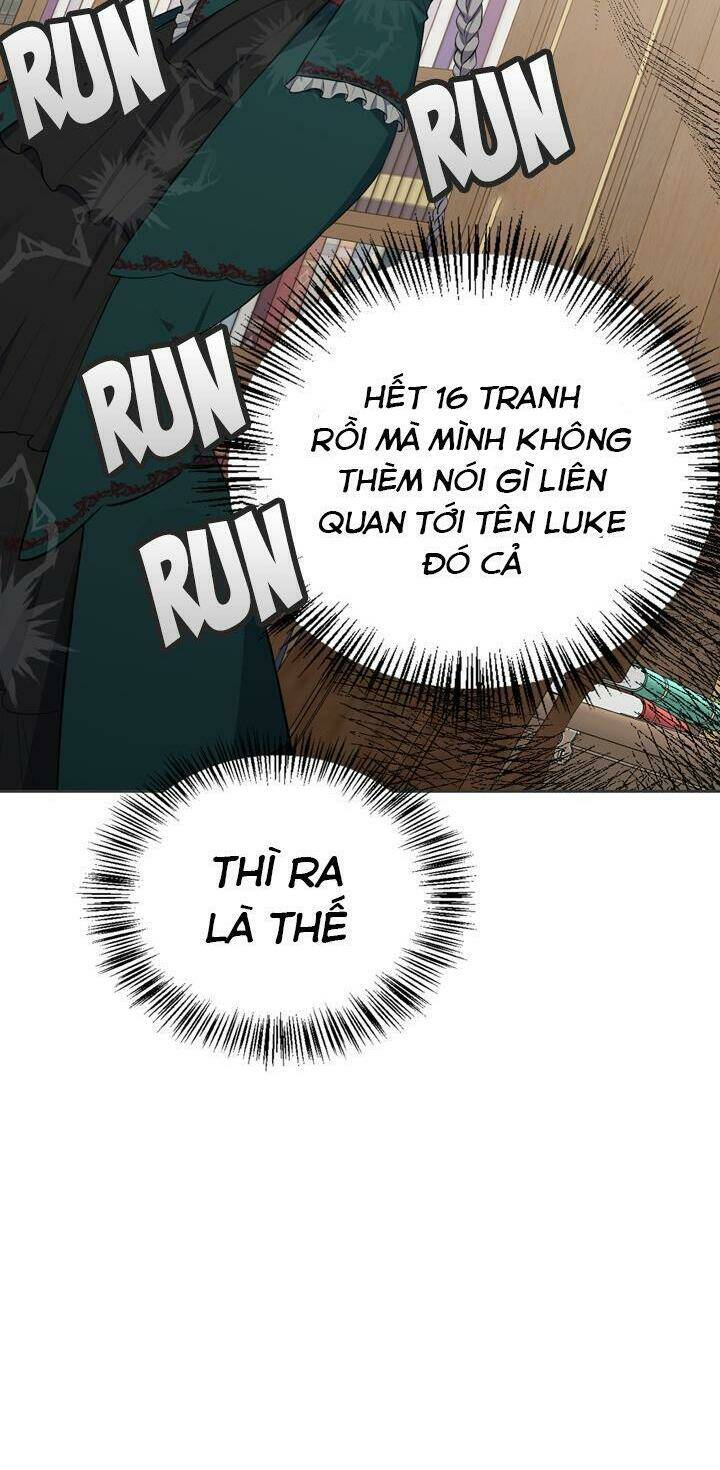 RUN
RUN
RUN
RUN
HẾT 16 TRANH
RỒI MÀ MÌNH KHÔNG
THÈM NÓI GÌ LIÊN
QUAN TỚI TÊN LUKE
ĐÓ CẢ
THÌ RA
LÀ THẾ